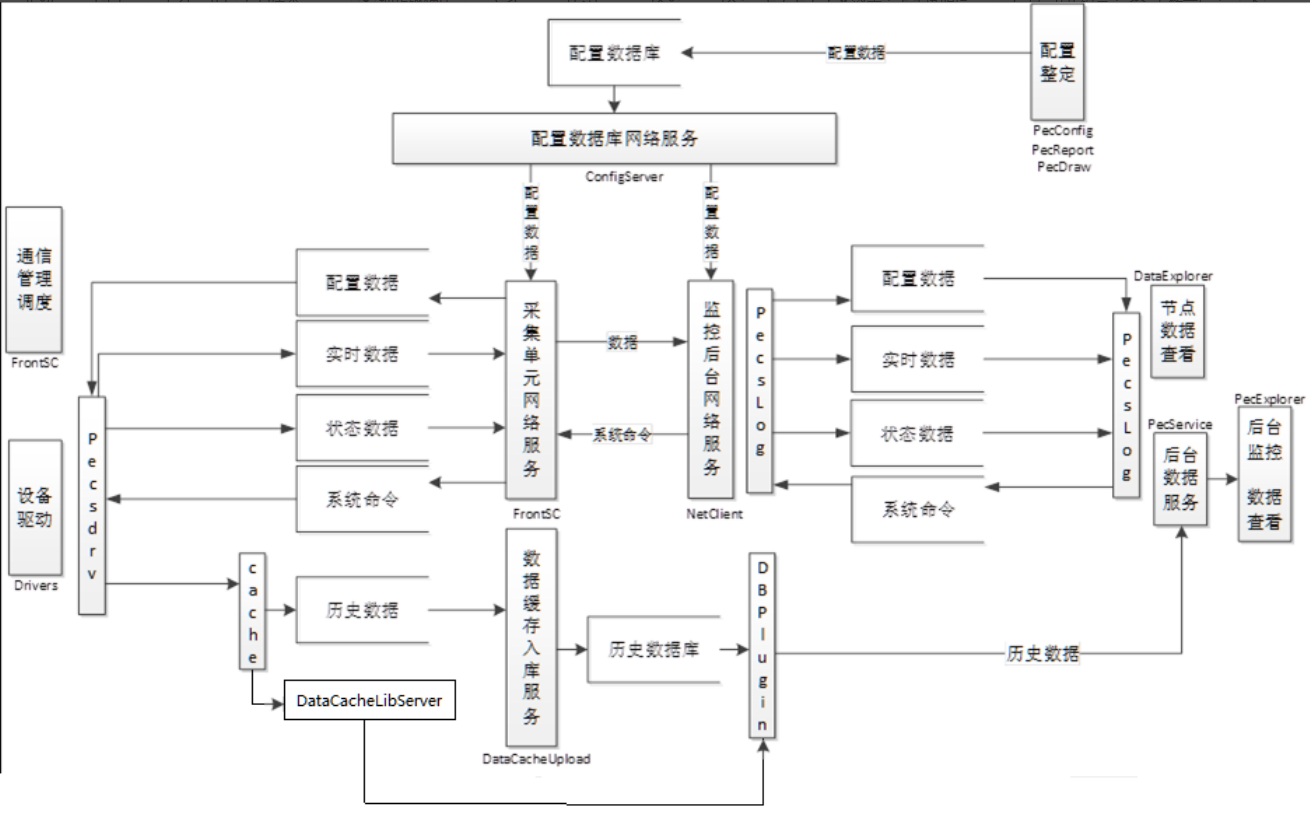 配置数据库
配置数据
配置
整定
PecConfig
PecReport
PecDraw
配置数据库网络服务
ConfigServer
配置数据
配置数据
通信
管理
调度
FrontSC
设备
驱动
Drivers
Pecsdrv
配置数据
实时数据
状态数据
系统命令
采集单元网络服务
FrontSC
数据
系统命令
监控后台网络服务
NetClient
PecsLog
配置数据
实时数据
状态数据
系统命令
PecsLog
DataExplorer
节点
数据
查看
PecService
后台
数据
服务
PecExplorer
后台
监控
数据
查看
cache
历史数据
DataCacheLibServer
数据缓存入库服务
DataCacheUpload
历史数据库
DBPlugin
历史数据